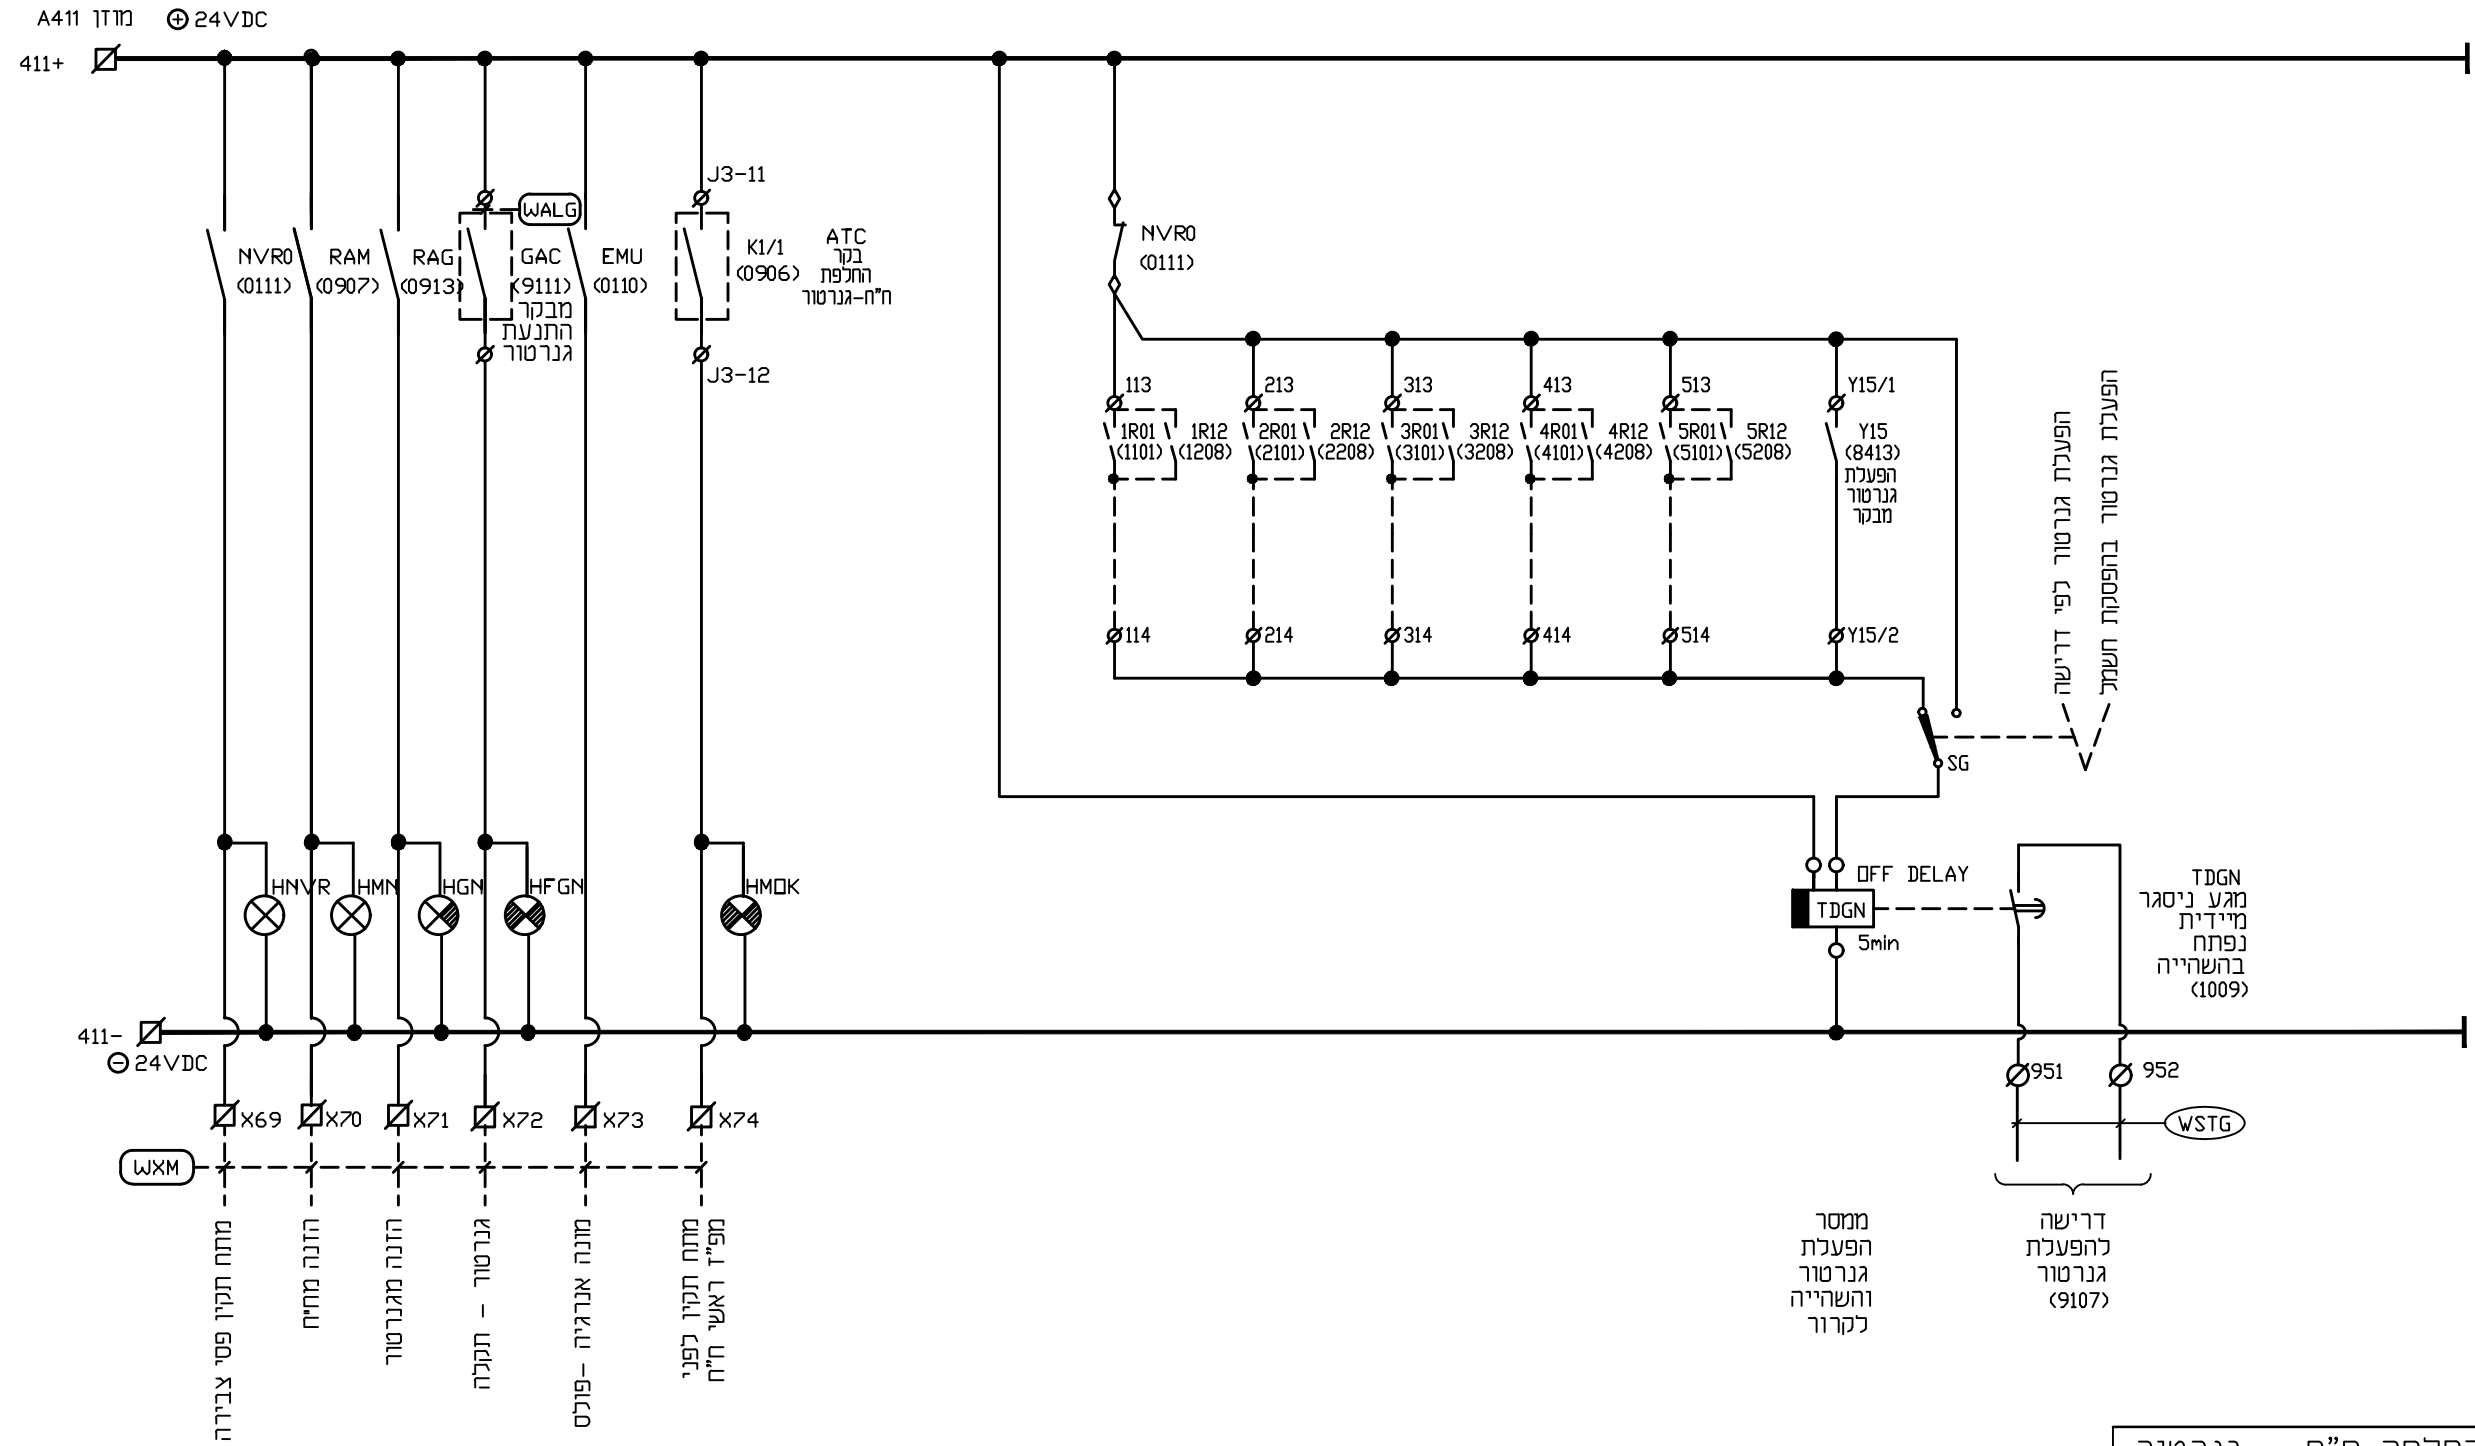 מוזן A411 ⊕ 24VDC
411+
J3-11
WALG
NVR0
(0111)
RAM
(0907)
RAG
(0913)
GAC
(9111)
מבקר
התנעת
גנרטור
EMU
(0110)
K1/1
(0906)
ATC
בקר
החלפת
ח"ח-גנרטור
J3-12
NVR0
(0111)
113
213
313
413
513
Y15/1
1R01
(1101)
1R12
(1208)
2R01
(2101)
2R12
(2208)
3R01
(3101)
3R12
(3208)
4R01
(4101)
4R12
(4208)
5R01
(5101)
5R12
(5208)
Y15
(8413)
הפעלת
גנרטור
מבקר
114
214
314
414
514
Y15/2
הפעלת גנרטור לפי דרישה
הפעלת גנרטור בהפסקת חשמל
SG
HNVR
HMN
HGN
HFGN
HMOK
OFF DELAY
TDGN
5min
TDGN
מגע ניסגר
מיידית
נפתח
בהשהייה
(1009)
411-
⊖ 24VDC
951
952
WSTG
X69
X70
X71
X72
X73
X74
WXM
מתח תקין פסי צבירה
הזנה מח״ח
הזנה מגנרטור
גנרטור - תקלה
מונה אנרגיה -פולס
מתח תקין לפני
מפ"ז ראשי ח"ח
ממסר
הפעלת
גנרטור
והשהייה
לקרור
דרישה
להפעלת
גנרטור
(9107)